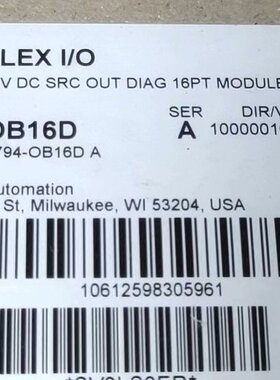 LEX I/O
V DC SRC OUT DIAG 16PT MODULE
SER DIR/
OB16D A 1000001
794-OB16D A
utomation
St, Milwaukee, WI 53204, USA
10612598305961